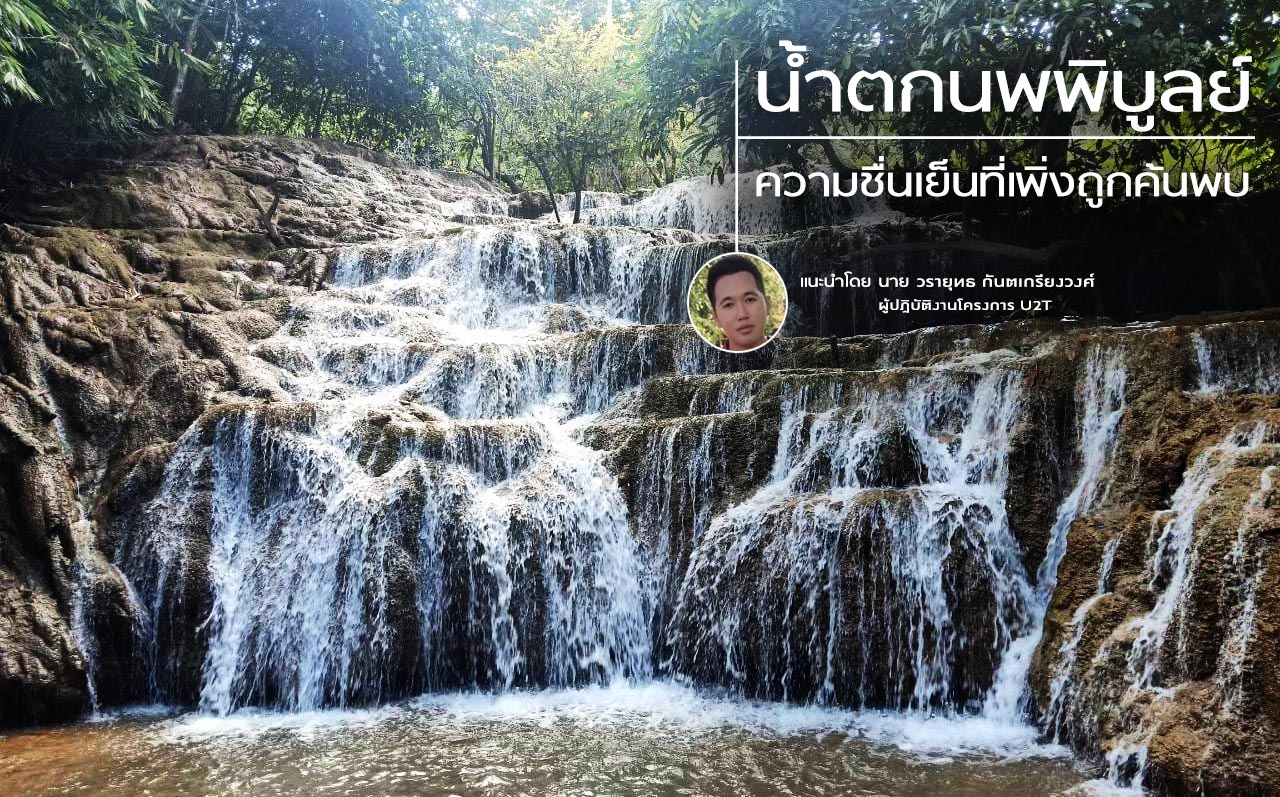 น้ำตกนพพิบูลย์
ความชื่นเย็นที่เพิ่งถูกค้นพบ
แนะนำโดย นาย วรายุทธ กันตเกรียงวงศ์
ผู้ปฏิบัติงานโครงการ U2T